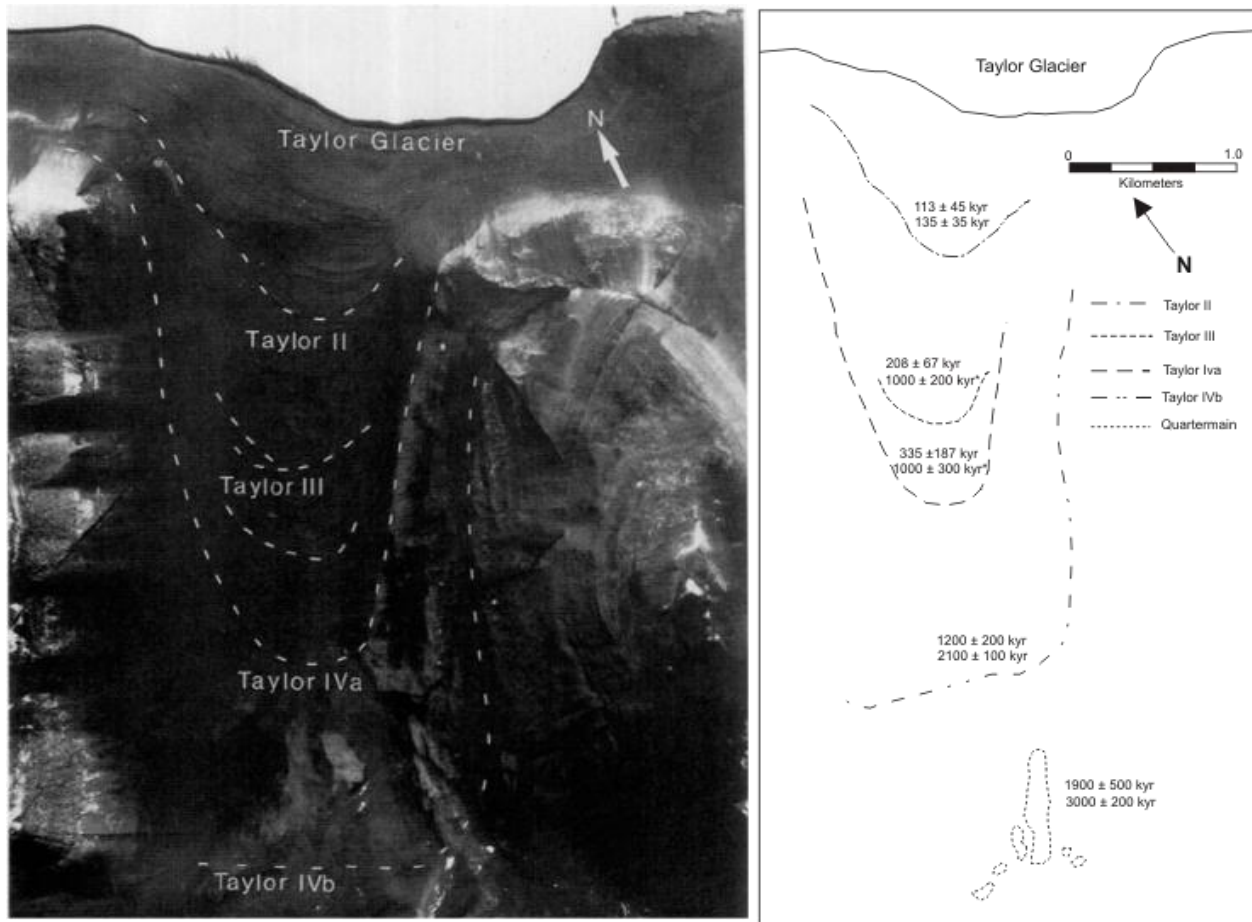 Taylor Glacier
N
Taylor II
Taylor III
Taylor IVa
Taylor IVb
Taylor Glacier
0 1.0
Kilometers
N
113 ± 45 kyr
135 ± 35 kyr
Taylor II
Taylor III
Taylor Iva
Taylor IVb
Quartermain
208 ± 67 kyr
1000 ± 200 kyr*
335 ±187 kyr
1000 ± 300 kyr*
1200 ± 200 kyr
2100 ± 100 kyr
1900 ± 500 kyr
3000 ± 200 kyr